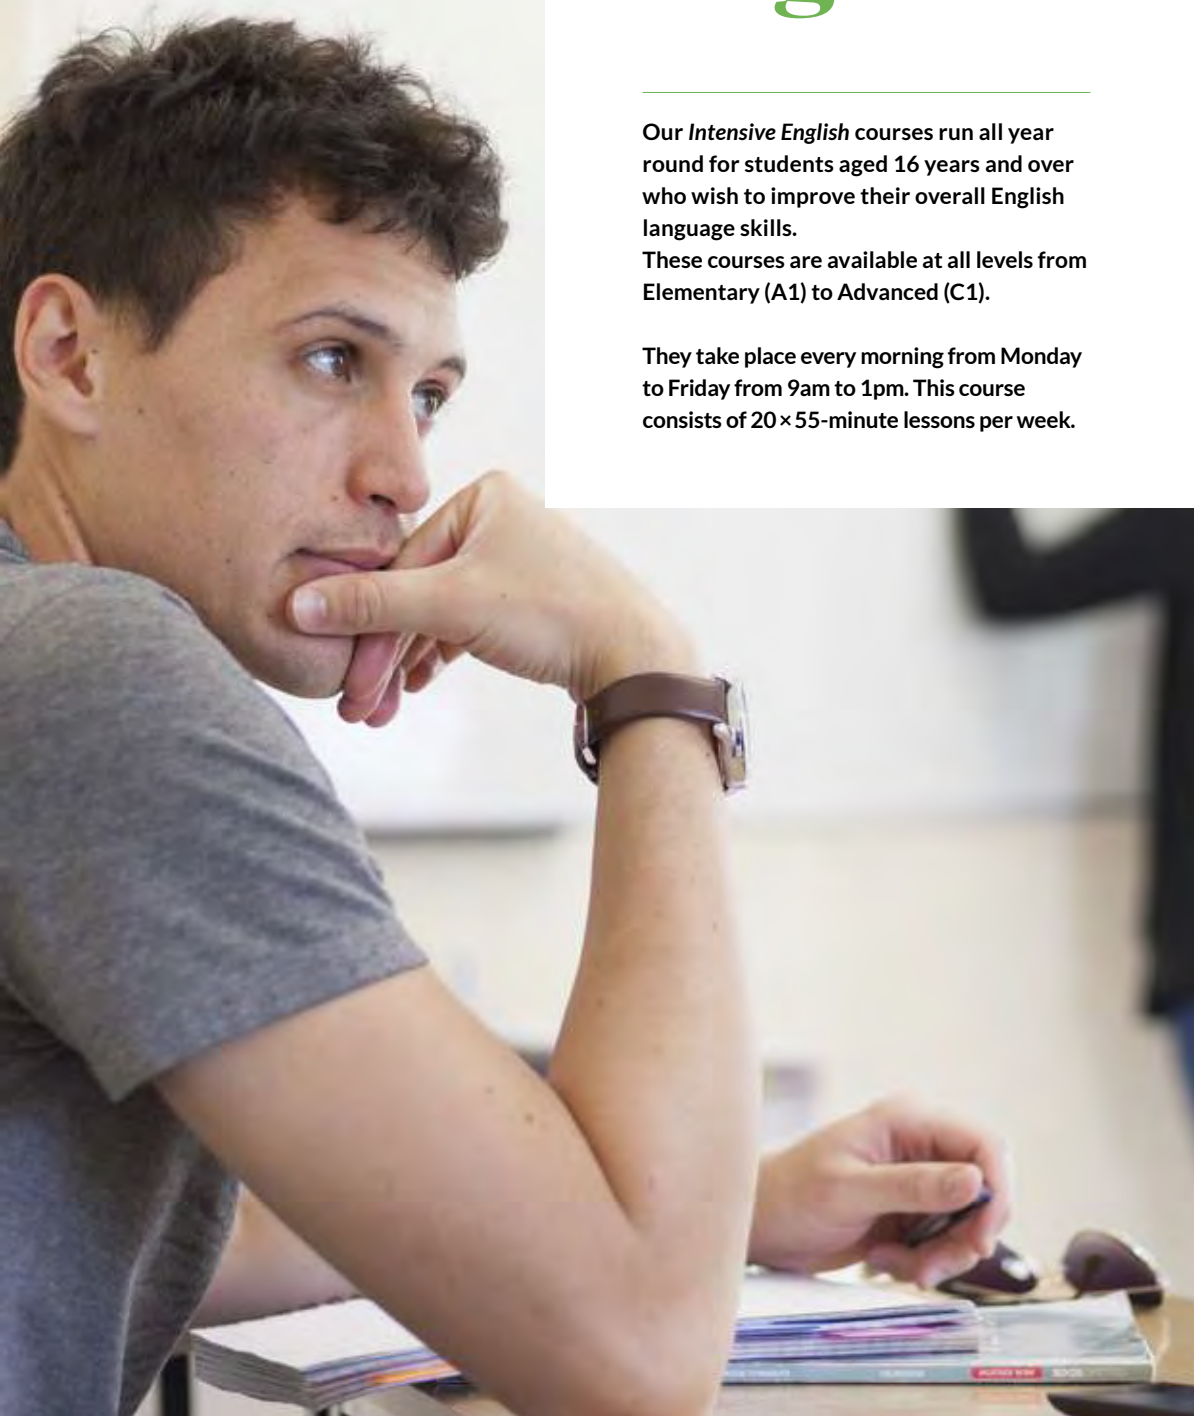 Our Intensive English courses run all year
round for students aged 16 years and over
who wish to improve their overall English
language skills.
These courses are available at all levels from
Elementary (A1) to Advanced (C1).
They take place every morning from Monday
to Friday from 9am to 1pm. This course
consists of 20 × 55-minute lessons per week.